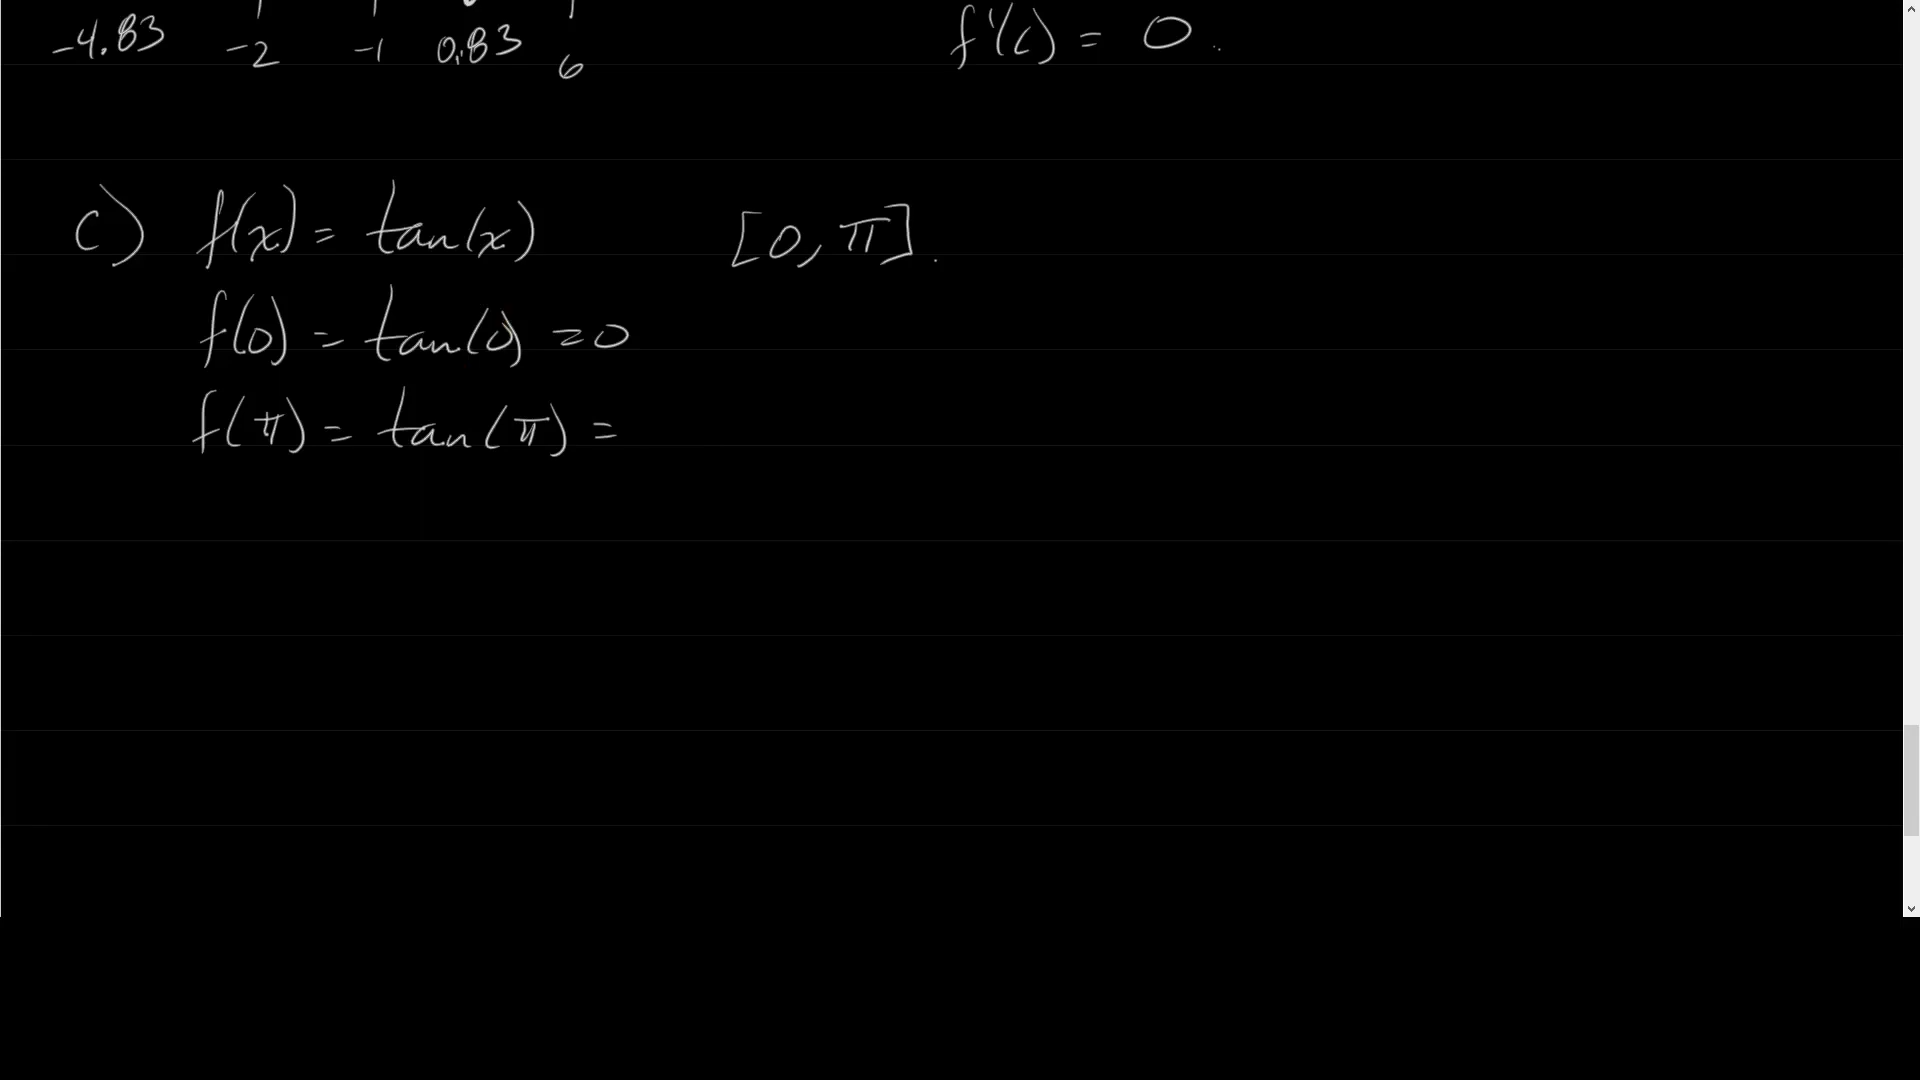 -4.83 -2 -1 0.83 6 f'(c) = 0.
c) f(x) = tan(x) [0, π].
f(0) = tan(0) = 0
f(π) = tan(π) =